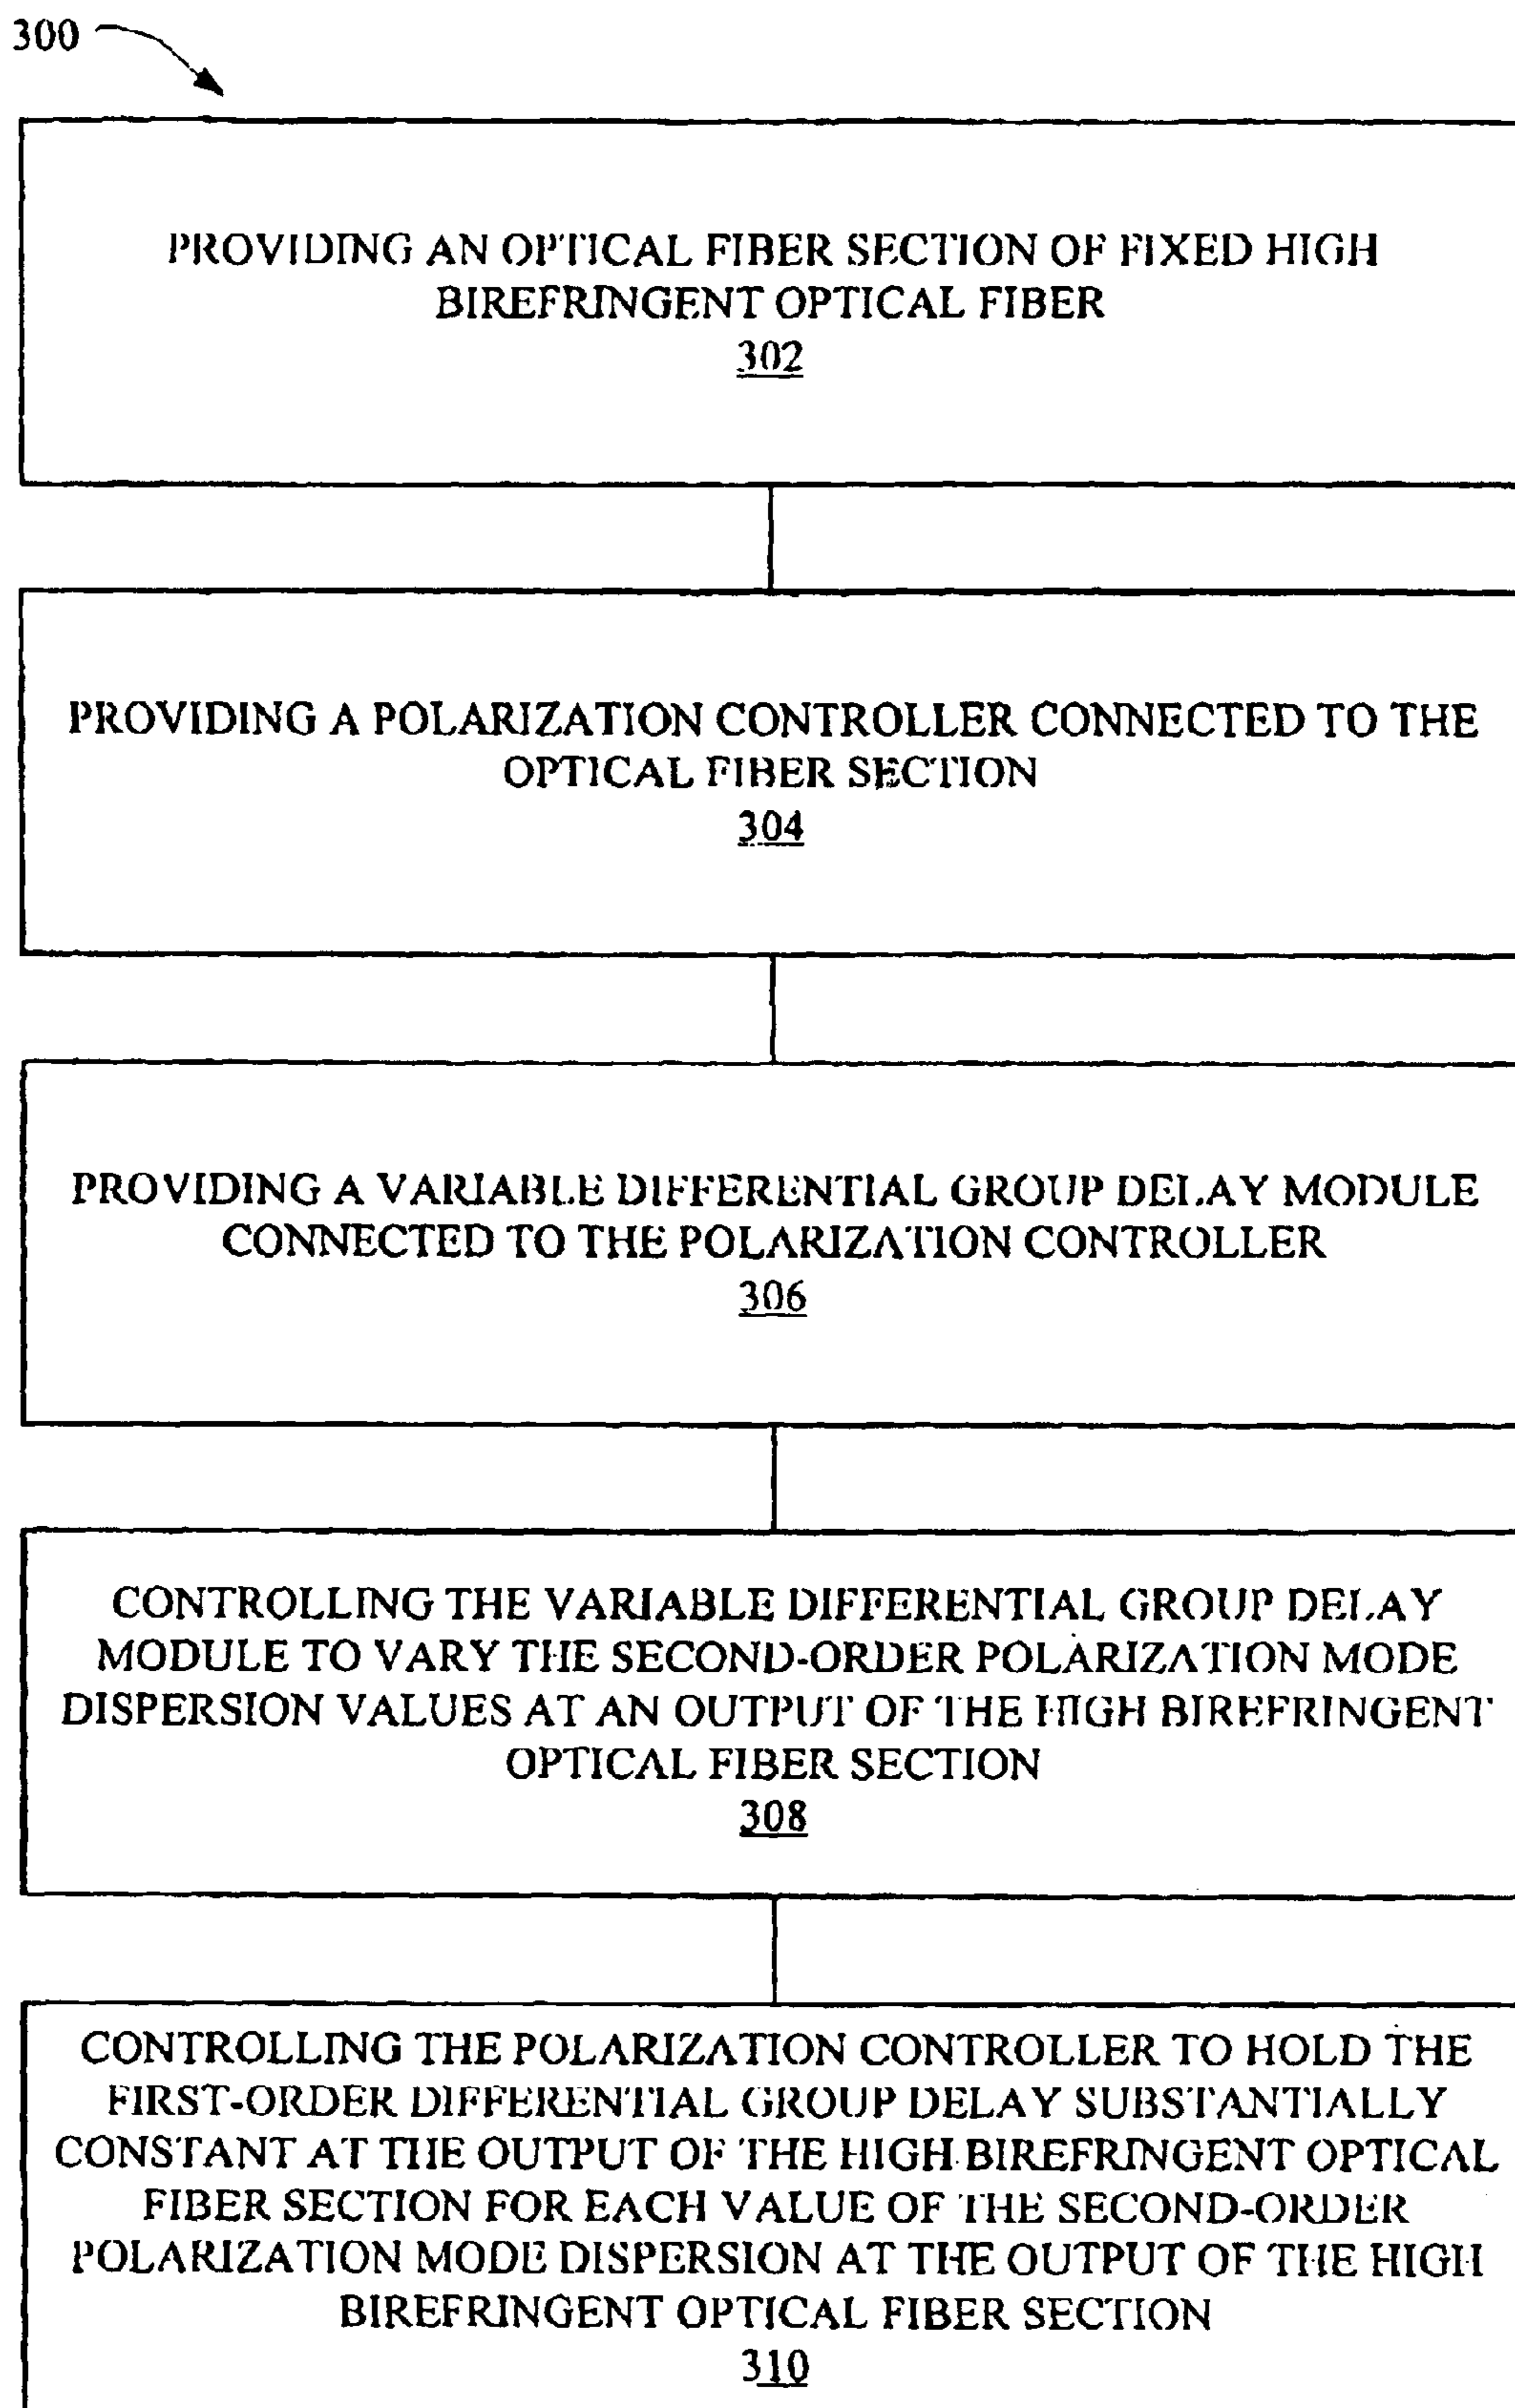 300
PROVIDING AN OPTICAL FIBER SECTION OF FIXED HIGH
BIREFRINGENT OPTICAL FIBER
302
PROVIDING A POLARIZATION CONTROLLER CONNECTED TO THE
OPTICAL FIBER SECTION
304
PROVIDING A VARIABLE DIFFERENTIAL GROUP DELAY MODULE
CONNECTED TO THE POLARIZATION CONTROLLER
306
CONTROLLING THE VARIABLE DIFFERENTIAL GROUP DELAY
MODULE TO VARY THE SECOND-ORDER POLARIZATION MODE
DISPERSION VALUES AT AN OUTPUT OF THE HIGH BIREFRINGENT
OPTICAL FIBER SECTION
308
CONTROLLING THE POLARIZATION CONTROLLER TO HOLD THE
FIRST-ORDER DIFFERENTIAL GROUP DELAY SUBSTANTIALLY
CONSTANT AT THE OUTPUT OF THE HIGH BIREFRINGENT OPTICAL
FIBER SECTION FOR EACH VALUE OF THE SECOND-ORDER
POLARIZATION MODE DISPERSION AT THE OUTPUT OF THE HIGH
BIREFRINGENT OPTICAL FIBER SECTION
310